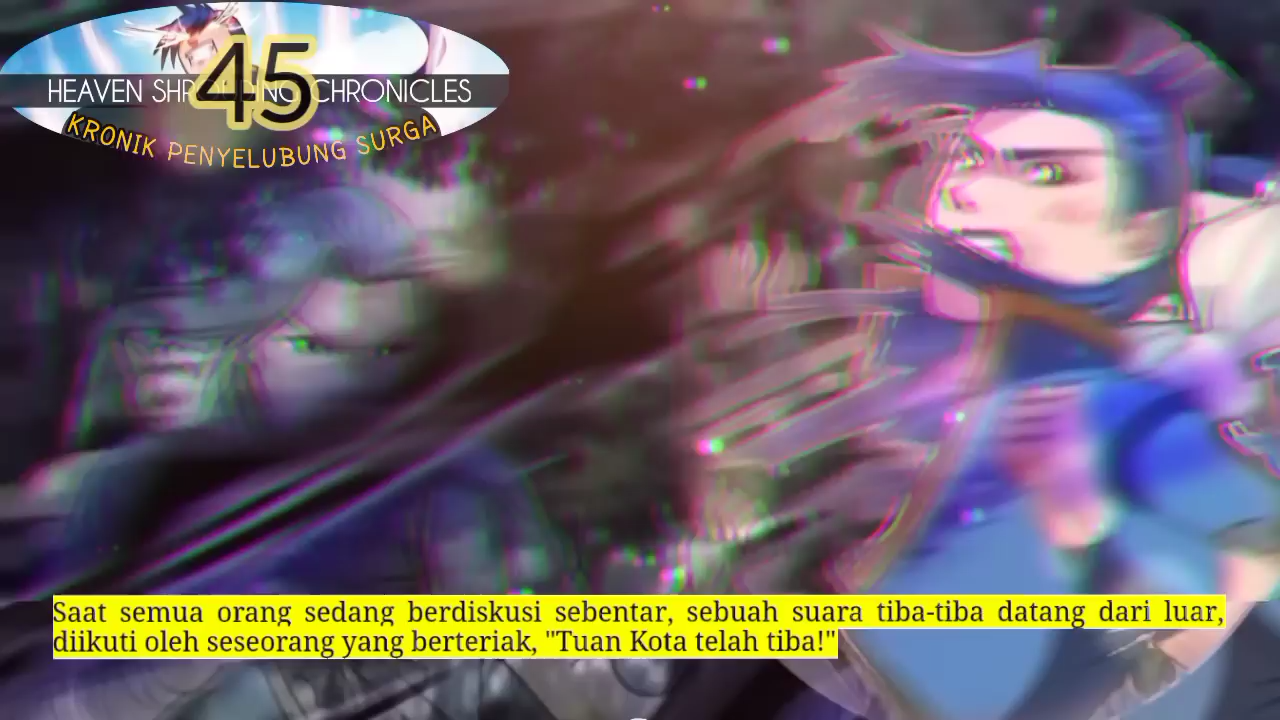 45
HEAVEN SHROUDING CHRONICLES
KRONIK PENYELUBUNG SURGA
Saat semua orang sedang berdiskusi sebentar, sebuah suara tiba-tiba datang dari luar,
diikuti oleh seseorang yang berteriak, "Tuan Kota telah tiba!"